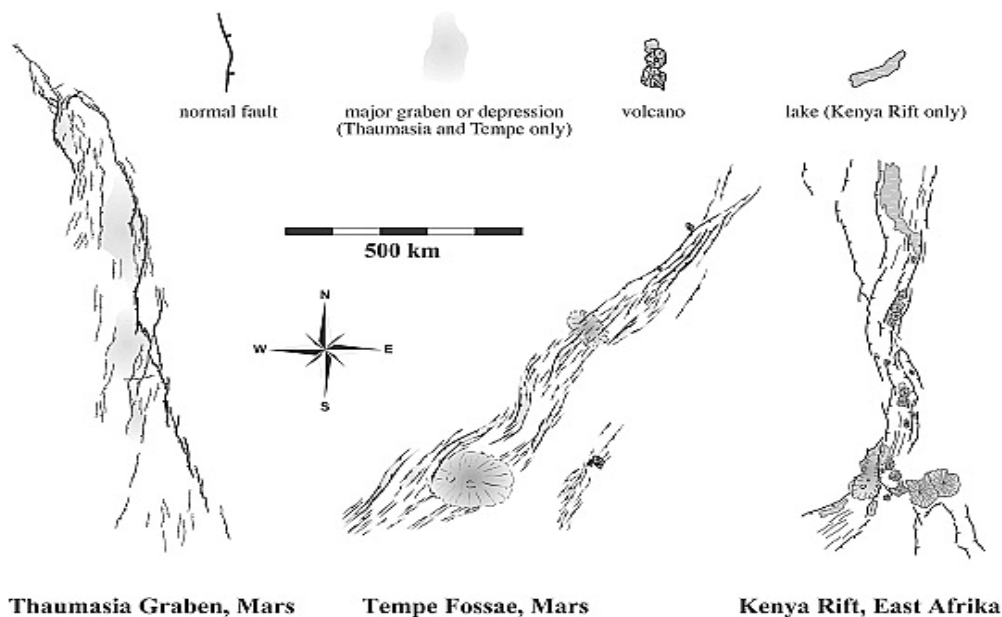 normal fault
major graben or depression
(Thaumasia and Tempe only)
volcano
lake (Kenya Rift only)
500 km
N
W
E
S
Thaumasia Graben, Mars
Tempe Fossae, Mars
Kenya Rift, East Afrika